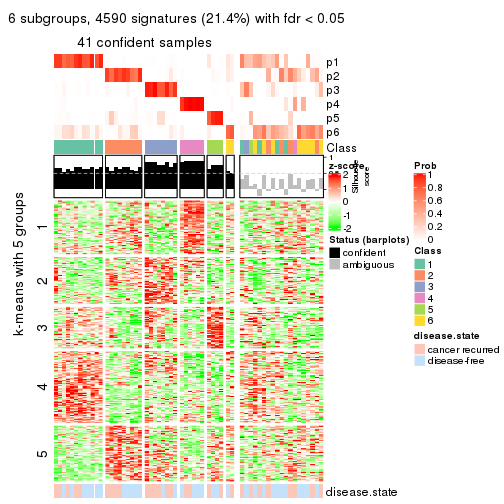 6 subgroups, 4590 signatures (21.4%) with fdr < 0.05
41 confident samples
p1
p2
p3
p4
p5
p6
Class
1
z-score
2
1
0
-1
-2
Silhouette
score
Status (barplots)
confident
ambiguous
Prob
1
0.8
0.6
0.4
0.2
0
Class
1
2
3
4
5
6
disease.state
cancer recurred
disease-free
k-means with 5 groups
1
2
3
4
5
disease.state